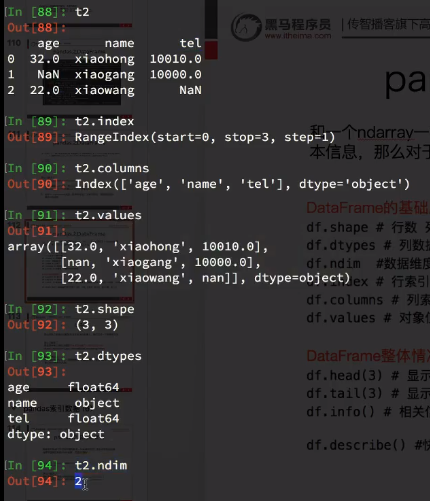 In [88]: t2
Out[88]:
age name tel
0 32.0 xiaohong 10010.0
1 NaN xiaogang 10000.0
2 22.0 xiaowang NaN
In [89]: t2.index
Out[89]: RangeIndex(start=0, stop=3, step=1)
In [90]: t2.columns
Out[90]: Index(['age', 'name', 'tel'], dtype='object')
In [91]: t2.values
Out[91]:
array([[32.0, 'xiaohong', 10010.0],
[nan, 'xiaogang', 10000.0],
[22.0, 'xiaowang', nan]], dtype=object)
In [92]: t2.shape
Out[92]: (3, 3)
In [93]: t2.dtypes
Out[93]:
age float64
name object
tel float64
dtype: object
In [94]: t2.ndim
Out[94]: 2
黑马程序员
www.itheima.com
传智播客旗下高
pa
和一个ndarray一
本信息，那么对于
DataFrame的基础
df.shape # 行数 列
df.dtypes # 列数据
df.ndim #数据维度
index # 行索引
df.columns # 列索
df.values # 对象值
DataFrame整体情况
df.head(3) # 显示
df.tail(3) # 显示
df.info() # 相关信
df.describe() #快